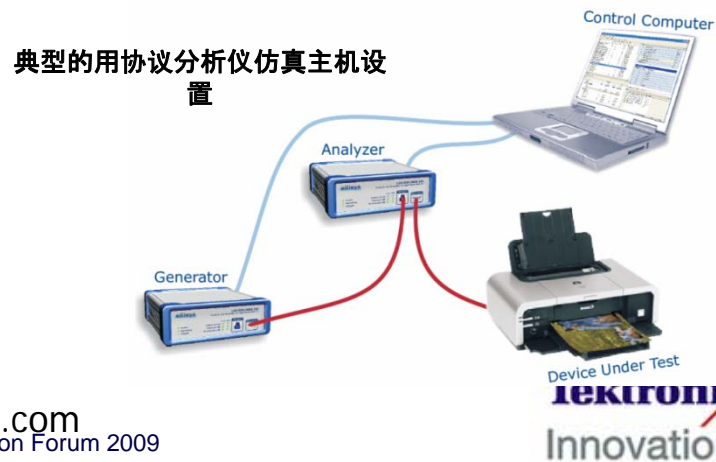 Control Computer
典型的用协议分析仪仿真主机设
置
Analyzer
Generator
Device Under Test
.com
on Forum 2009
Innovatio